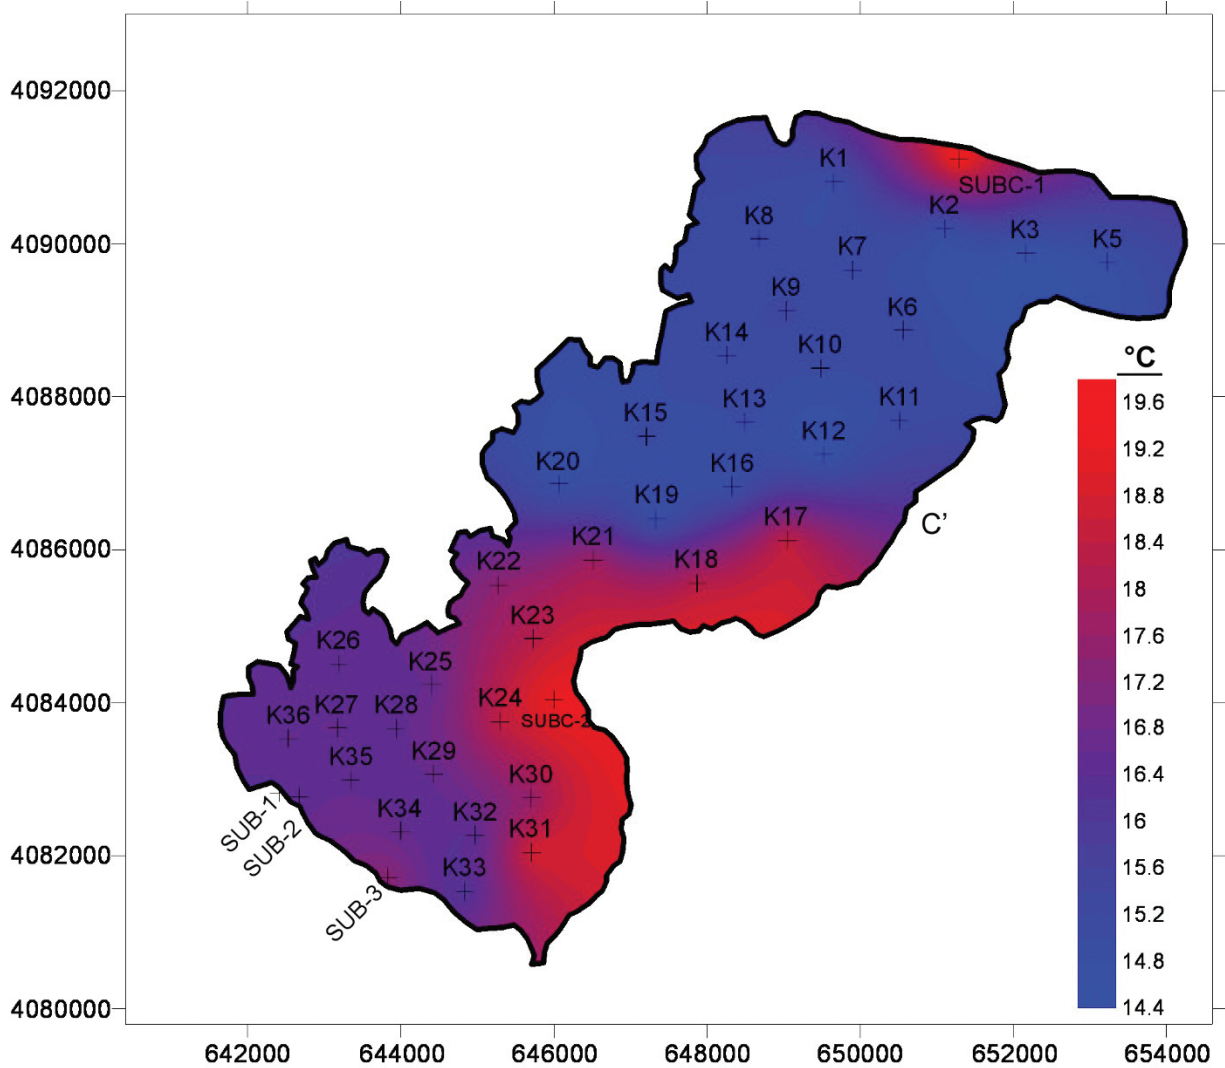 4092000
K1
SUBC-1
K2
K8
K3
K5
4090000
K7
K9
K6
K14
K10
°C
19.6
4088000
K11
K13
K15
K12
19.2
K20
K16
18.8
K19
K17
C'
18.4
4086000
K21
K22
K18
18
K23
17.6
K26
K25
17.2
4084000
K24
K27
K28
K36
SUBC-2
16.8
K29
K35
16.4
K30
SUB-1
K34
K32
16
SUB-2
K31
4082000
15.6
K33
SUB-3
15.2
14.8
4080000
14.4
642000 644000 646000 648000 650000 652000 654000